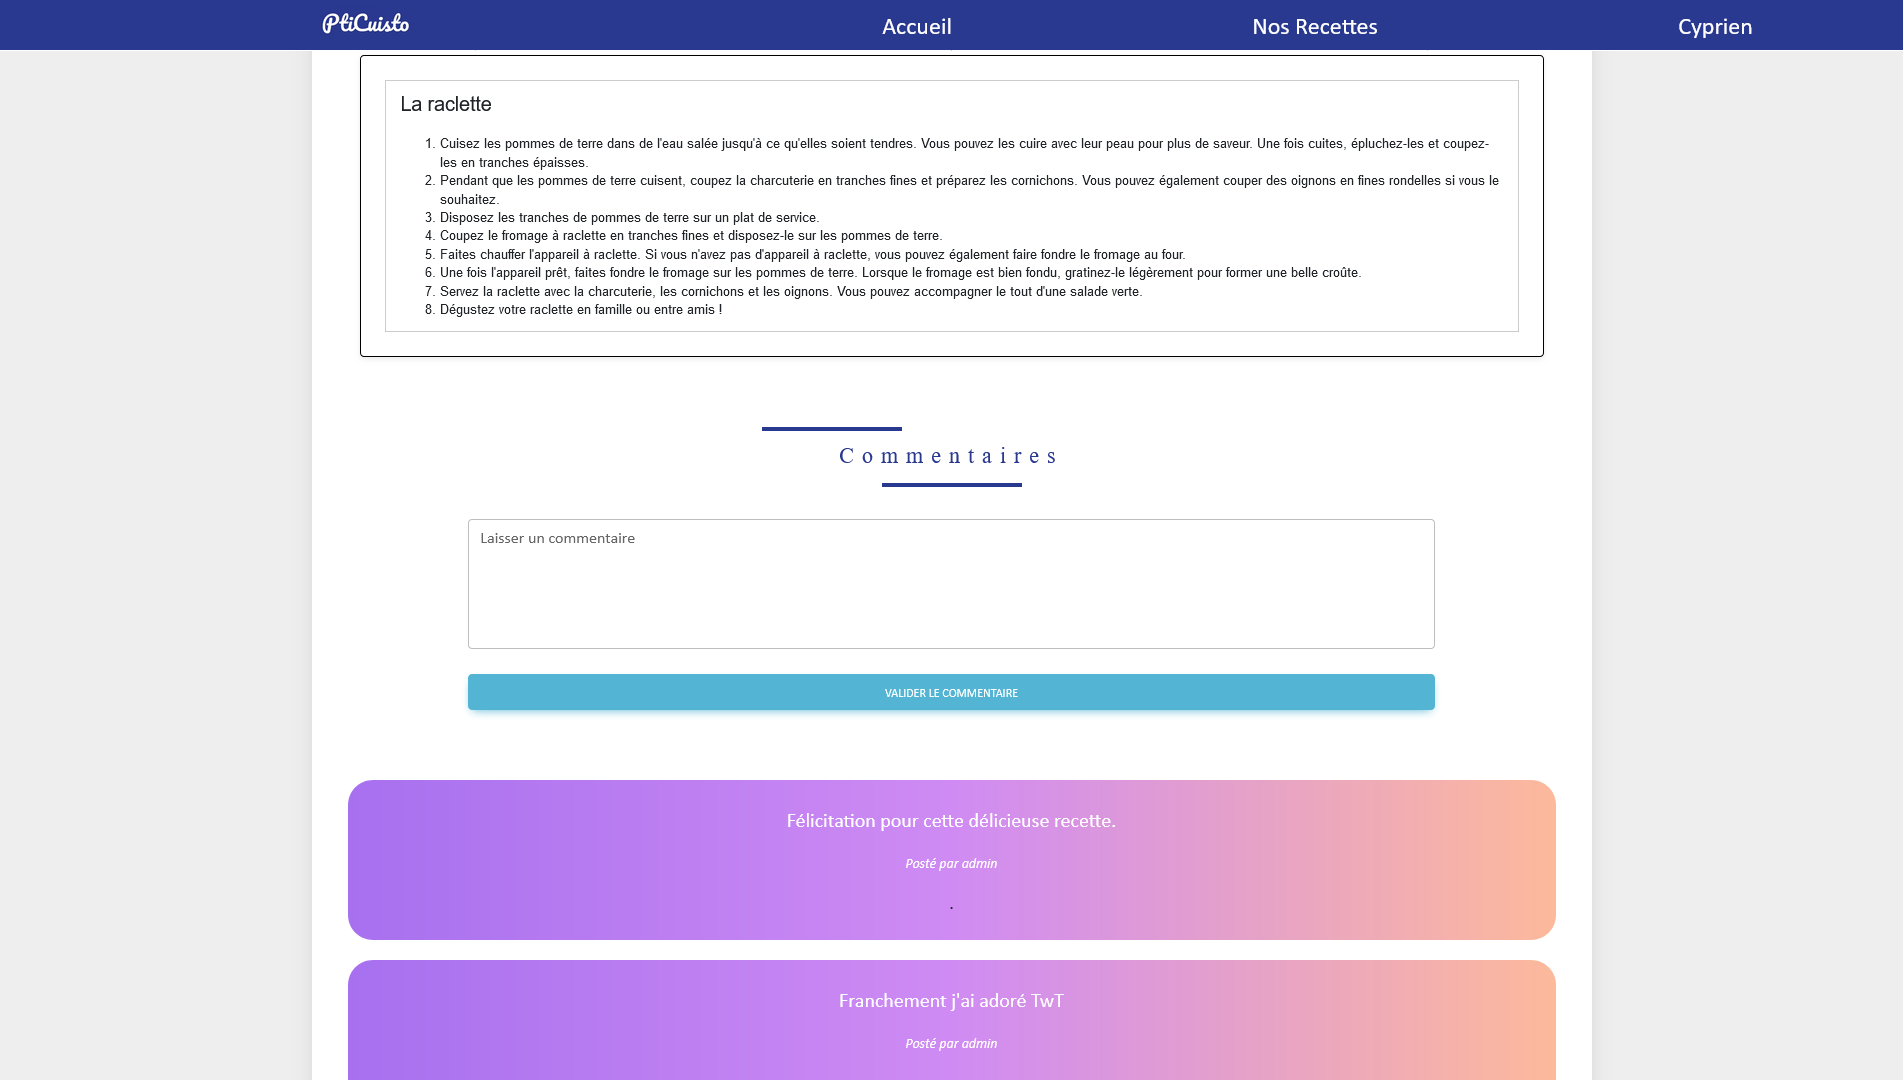 PtiCuisto
Accueil
Nos Recettes
Cyprien
La raclette
1. Cuisez les pommes de terre dans de l'eau salée jusqu'à ce qu'elles soient tendres. Vous pouvez les cuire avec leur peau pour plus de saveur. Une fois cuites, épluchez-les et coupez-
les en tranches épaisses.
2. Pendant que les pommes de terre cuisent, coupez la charcuterie en tranches fines et préparez les cornichons. Vous pouvez également couper des oignons en fines rondelles si vous le
souhaitez.
3. Disposez les tranches de pommes de terre sur un plat de service.
4. Coupez le fromage à raclette en tranches fines et disposez-le sur les pommes de terre.
5. Faites chauffer l'appareil à raclette. Si vous n'avez pas d'appareil à raclette, vous pouvez également faire fondre le fromage au four.
6. Une fois l'appareil prêt, faites fondre le fromage sur les pommes de terre. Lorsque le fromage est bien fondu, gratinez-le légèrement pour former une belle croûte.
7. Servez la raclette avec la charcuterie, les cornichons et les oignons. Vous pouvez accompagner le tout d'une salade verte.
8. Dégustez votre raclette en famille ou entre amis !
Commentaires
Laisser un commentaire
VALIDER LE COMMENTAIRE
Félicitation pour cette délicieuse recette.
Posté par admin
.
Franchement j'ai adoré TwT
Posté par admin